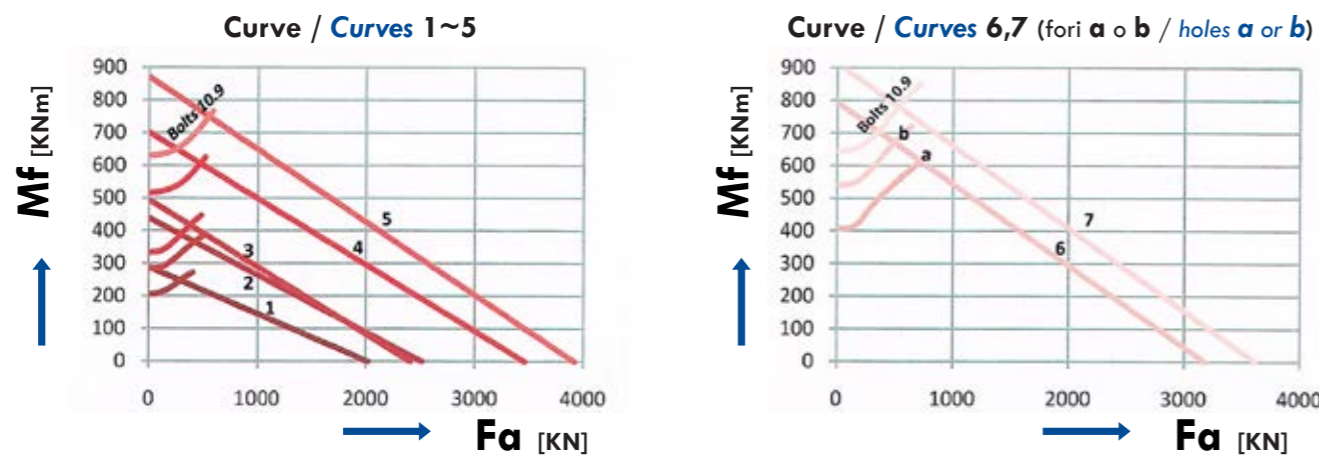 Curve / Curves 1~5
900
800
700
600
500
400
300
200
100
0
Mf [KNm]
Bolts 10.9
5
4
3
2
1
0 1000 2000 3000 4000
Fa [KN]
Curve / Curves 6,7 (fori a o b / holes a or b)
900
800
700
600
500
400
300
200
100
0
Mf [KNm]
Bolts 10.9
b
a
7
6
0 1000 2000 3000 4000
Fa [KN]